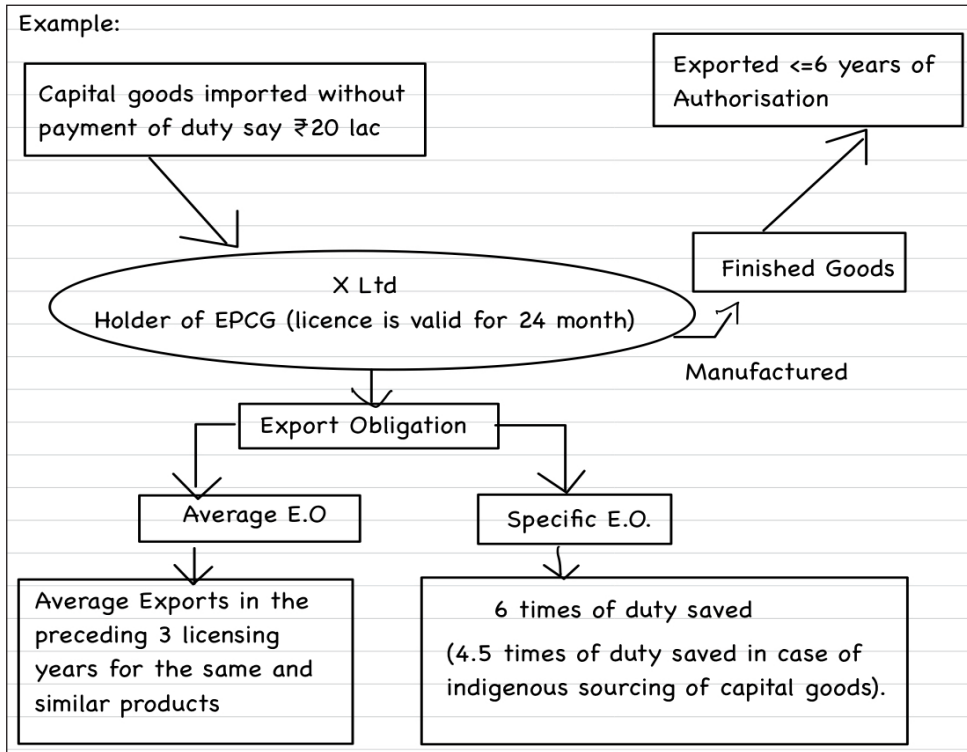 Example:
Capital goods imported without
payment of duty say ₹20 lac
Exported <=6 years of
Authorisation
Finished Goods
X Ltd
Holder of EPCG (licence is valid for 24 month)
Manufactured
Export Obligation
Average E.O
Specific E.O.
Average Exports in the
preceding 3 licensing
years for the same and
similar products
6 times of duty saved
(4.5 times of duty saved in case of
indigenous sourcing of capital goods).